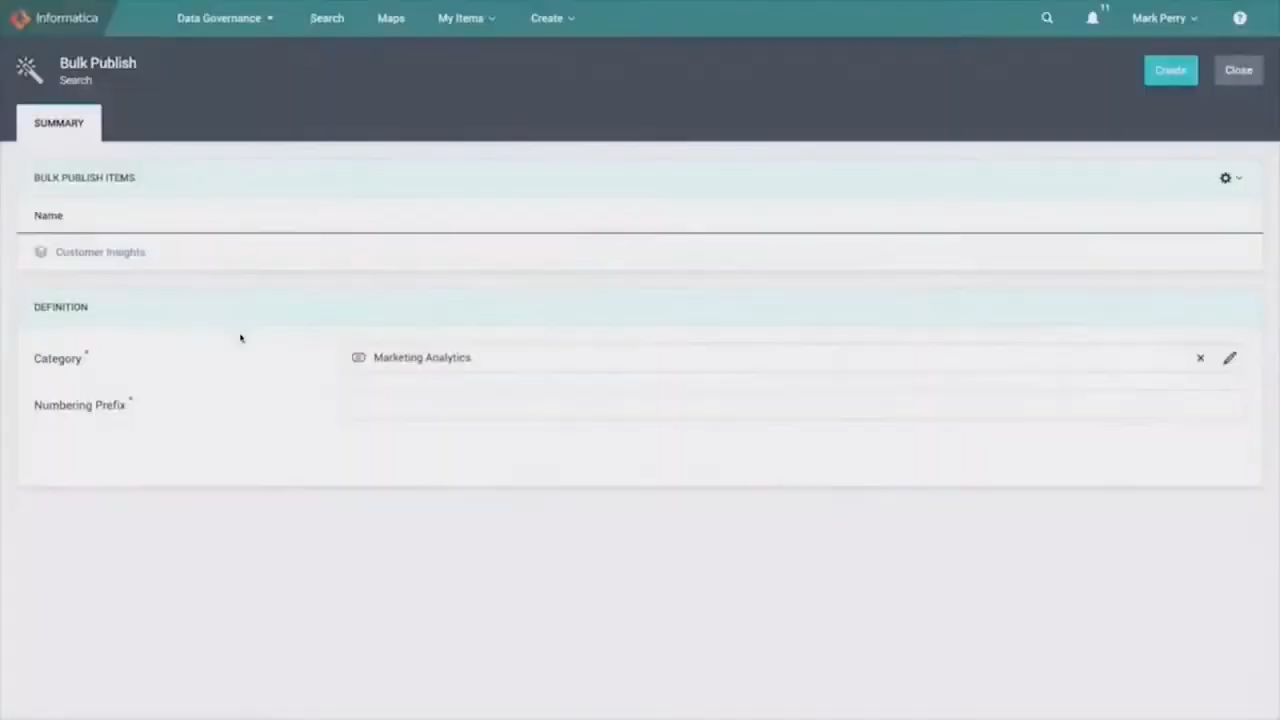 Informatica Data Governance Search Maps My Items Create 11 Mark Perry ?
Bulk Publish
Search
Create Close
SUMMARY
BULK PUBLISH ITEMS
Name
Customer Insights
DEFINITION
Category * Marketing Analytics
Numbering Prefix *